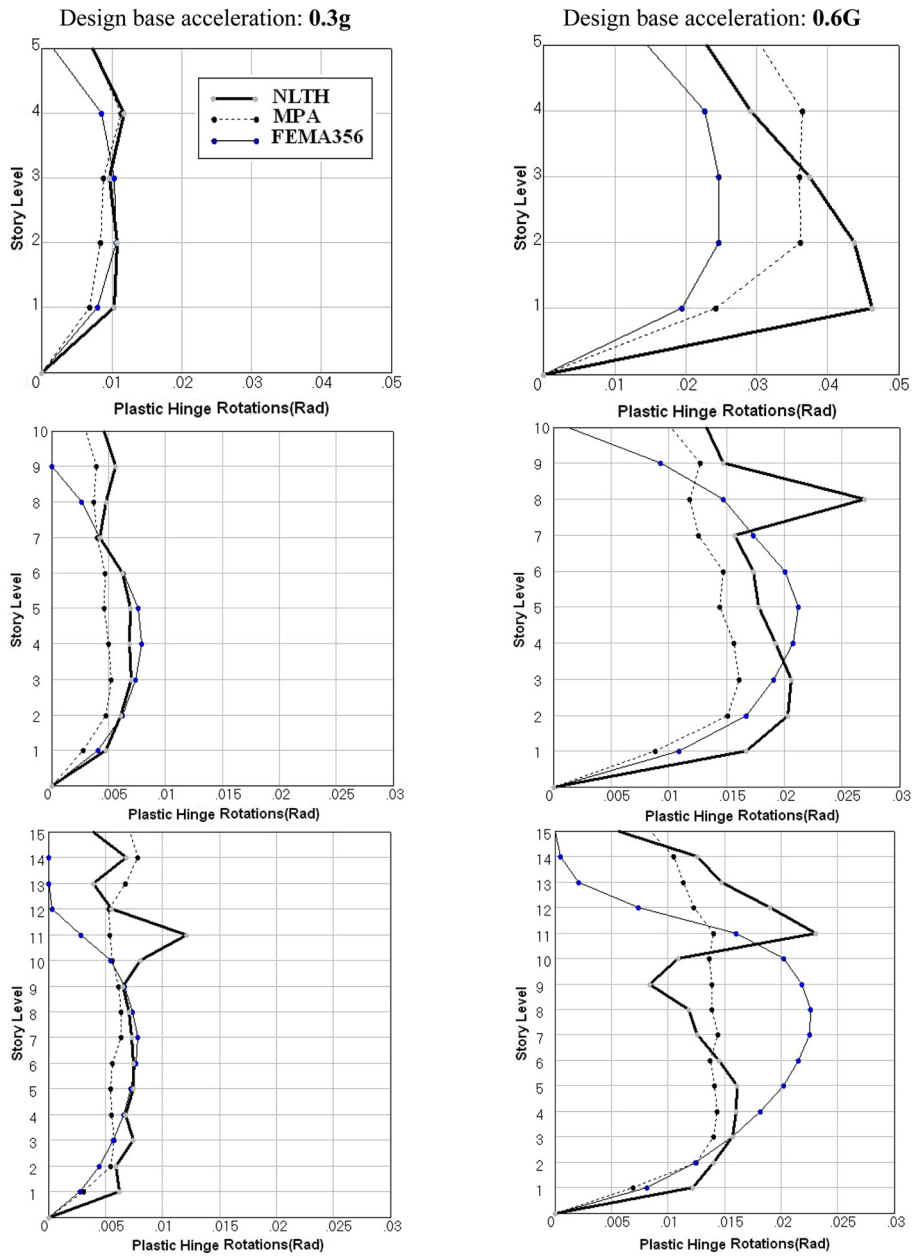 Design base acceleration: 0.3g
5
4
3
2
1
0 .01 .02 .03 .04 .05
Story Level
Plastic Hinge Rotations(Rad)
NLTH
MPA
FEMA356
Design base acceleration: 0.6G
5
4
3
2
1
0 .01 .02 .03 .04 .05
Story Level
Plastic Hinge Rotations(Rad)
10
9
8
7
6
5
4
3
2
1
0 .005 .01 .015 .02 .025 .03
Story Level
Plastic Hinge Rotations(Rad)
10
9
8
7
6
5
4
3
2
1
0 .005 .01 .015 .02 .025 .03
Story Level
Plastic Hinge Rotations(Rad)
15
14
13
12
11
10
9
8
7
6
5
4
3
2
1
0 .005 .01 .015 .02 .025 .03
Story Level
Plastic Hinge Rotations(Rad)
15
14
13
12
11
10
9
8
7
6
5
4
3
2
1
0 .005 .01 .015 .02 .025 .03
Story Level
Plastic Hinge Rotations(Rad)